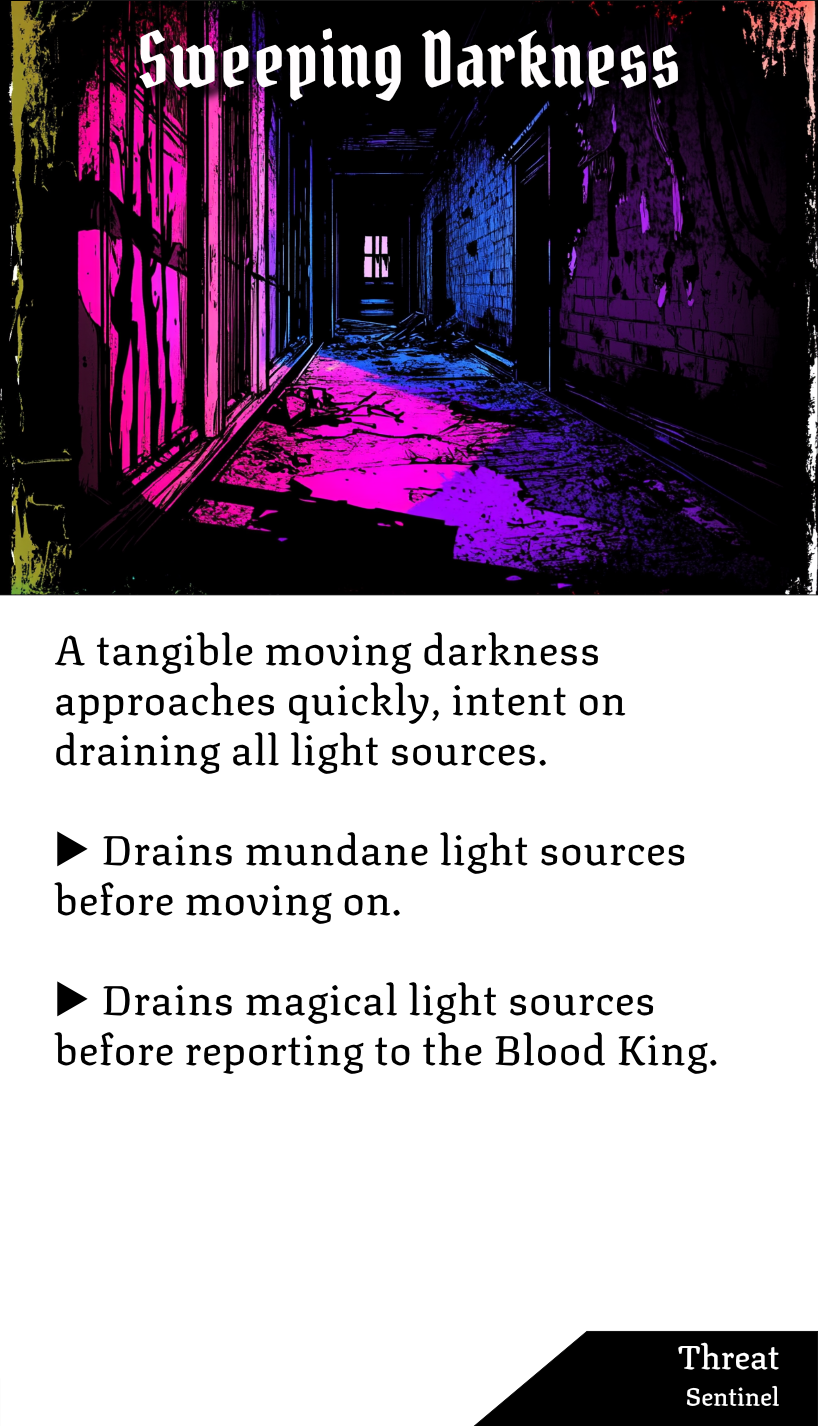 Sweeping Darkness
A tangible moving darkness
approaches quickly, intent on
draining all light sources.
▶ Drains mundane light sources
before moving on.
▶ Drains magical light sources
before reporting to the Blood King.
Threat
Sentinel